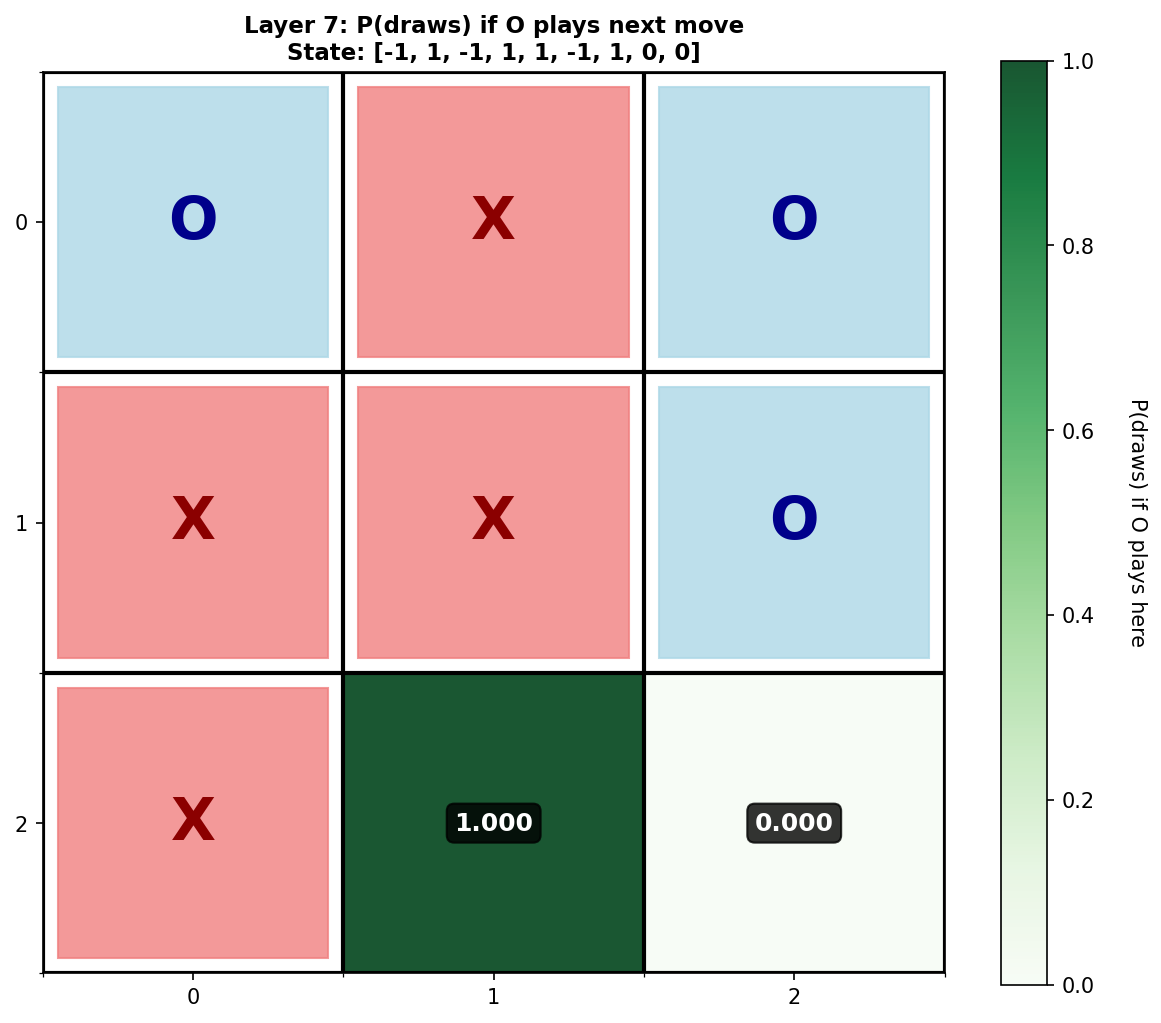 Layer 7: P(draws) if O plays next move
State: [-1, 1, -1, 1, 1, -1, 1, 0, 0]
O X O
0
X X O
1
X 1.000 0.000
2
0 1 2
1.0
0.8
0.6
0.4
0.2
0.0
P(draws) if O plays here